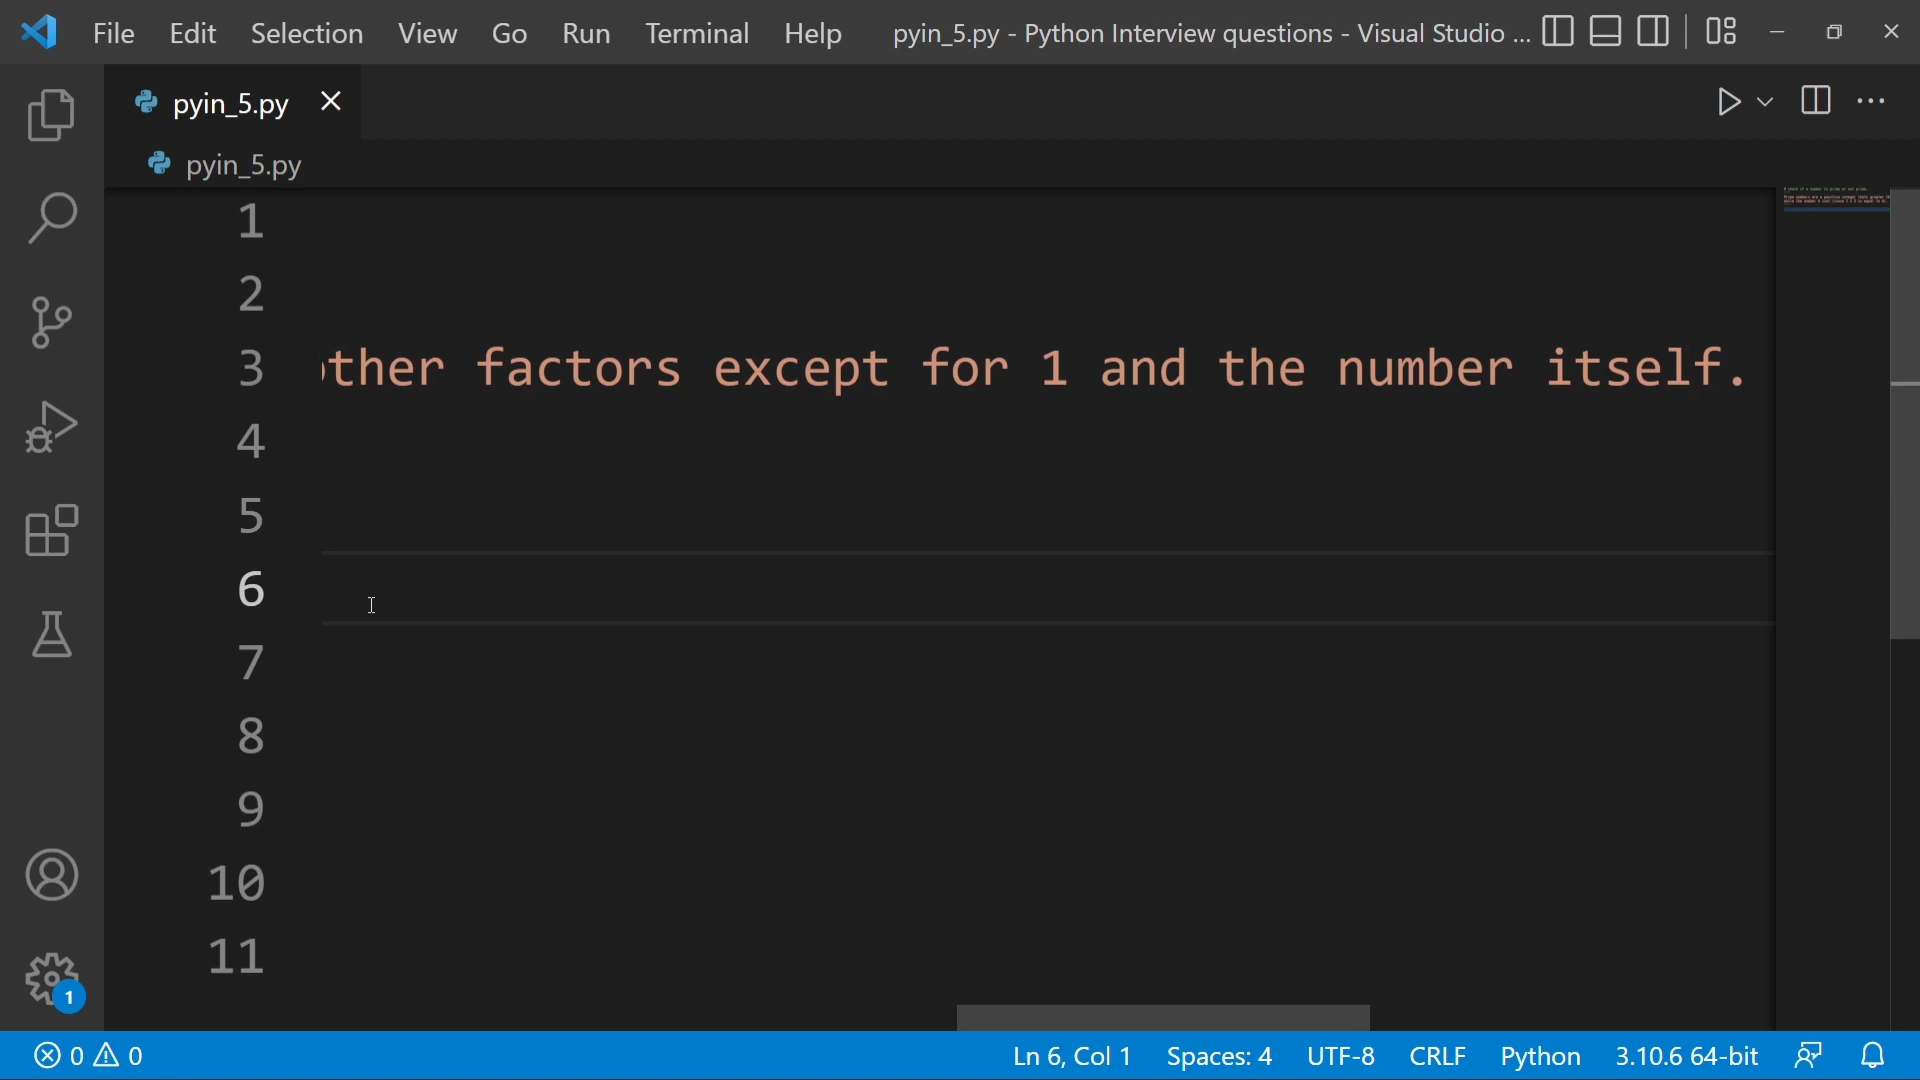 File Edit Selection View Go Run Terminal Help pyin_5.py - Python Interview questions - Visual Studio ...
pyin_5.py
pyin_5.py
1
2
3 ther factors except for 1 and the number itself.
4
5
6
7
8
9
10
11
1
0 0 Ln 6, Col 1 Spaces: 4 UTF-8 CRLF Python 3.10.6 64-bit